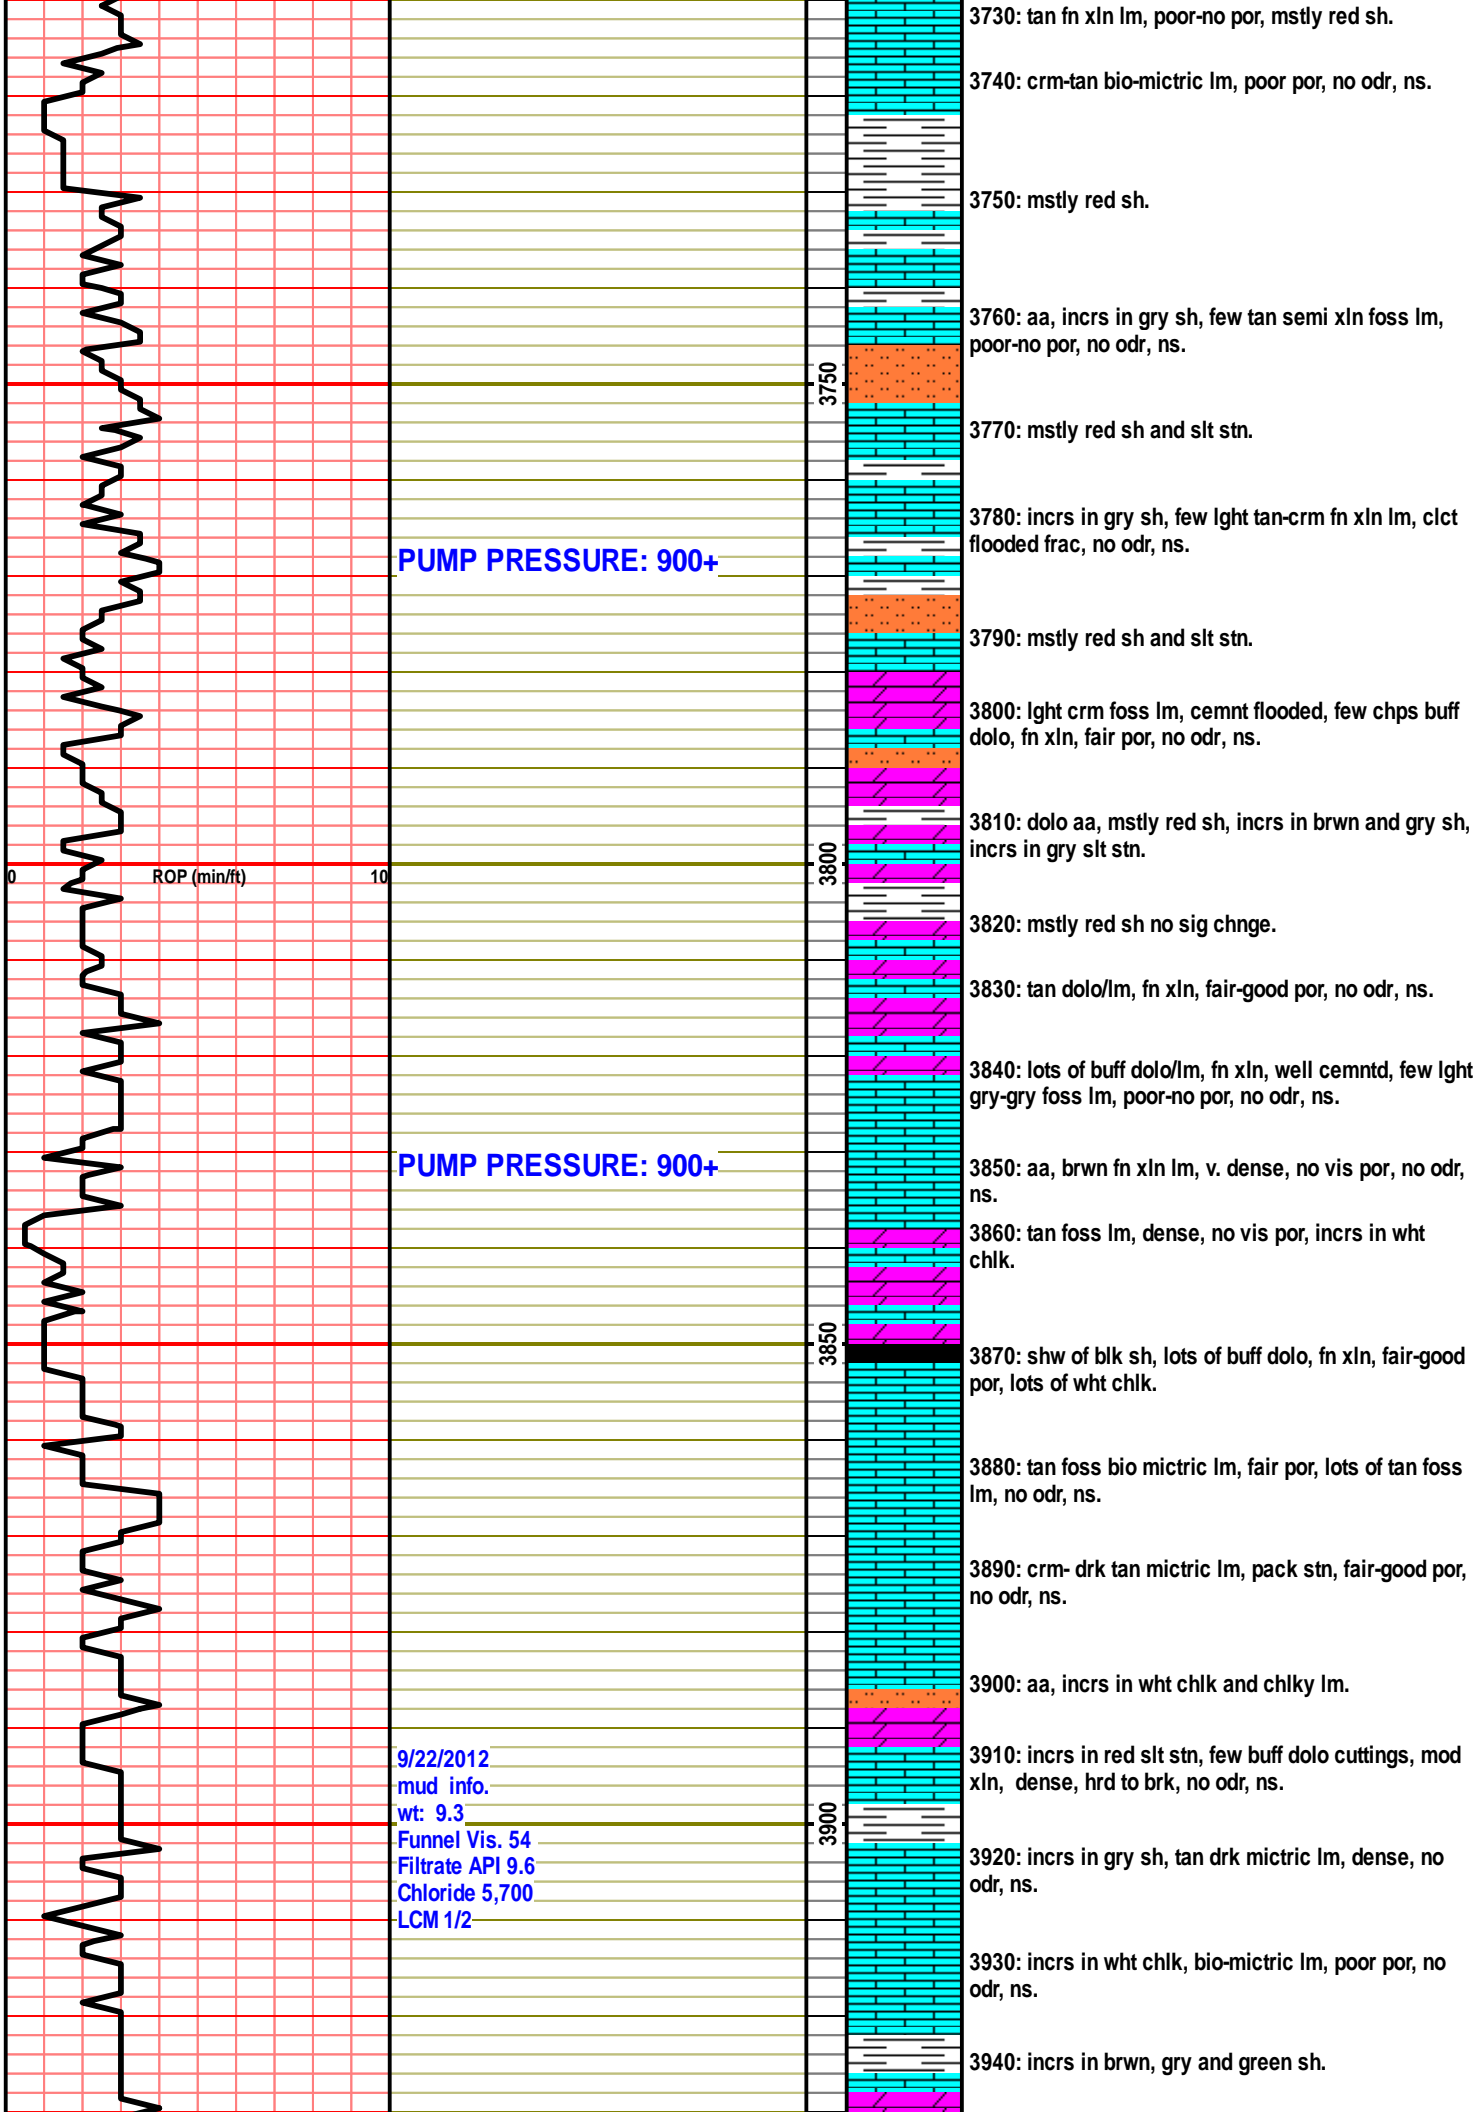 3730: tan fn xln lm, poor-no por, mstly red sh.
3740: crm-tan bio-mictric lm, poor por, no odr, ns.
3750: mstly red sh.
3760: aa, incrs in gry sh, few tan semi xln foss lm,
poor-no por, no odr, ns.
3750
3770: mstly red sh and slt stn.
3780: incrs in gry sh, few lght tan-crm fn xln lm, clct
flooded frac, no odr, ns.
PUMP PRESSURE: 900+
3790: mstly red sh and slt stn.
3800: lght crm foss lm, cemnt flooded, few chps buff
dolo, fn xln, fair por, no odr, ns.
3810: dolo aa, mstly red sh, incrs in brwn and gry sh,
incrs in gry slt stn.
3800
0 ROP (min/ft) 10
3820: mstly red sh no sig chnge.
3830: tan dolo/lm, fn xln, fair-good por, no odr, ns.
3840: lots of buff dolo/lm, fn xln, well cemntd, few lght
gry-gry foss lm, poor-no por, no odr, ns.
PUMP PRESSURE: 900+
3850: aa, brwn fn xln lm, v. dense, no vis por, no odr,
ns.
3860: tan foss lm, dense, no vis por, incrs in wht
chlk.
3850
3870: shw of blk sh, lots of buff dolo, fn xln, fair-good
por, lots of wht chlk.
3880: tan foss bio mictric lm, fair por, lots of tan foss
lm, no odr, ns.
3890: crm- drk tan mictric lm, pack stn, fair-good por,
no odr, ns.
3900: aa, incrs in wht chlk and chlky lm.
3910: incrs in red slt stn, few buff dolo cuttings, mod
xln, dense, hrd to brk, no odr, ns.
9/22/2012
mud info.
wt: 9.3
Funnel Vis. 54
Filtrate API 9.6
Chloride 5,700
LCM 1/2
3900
3920: incrs in gry sh, tan drk mictric lm, dense, no
odr, ns.
3930: incrs in wht chlk, bio-mictric lm, poor por, no
odr, ns.
3940: incrs in brwn, gry and green sh.